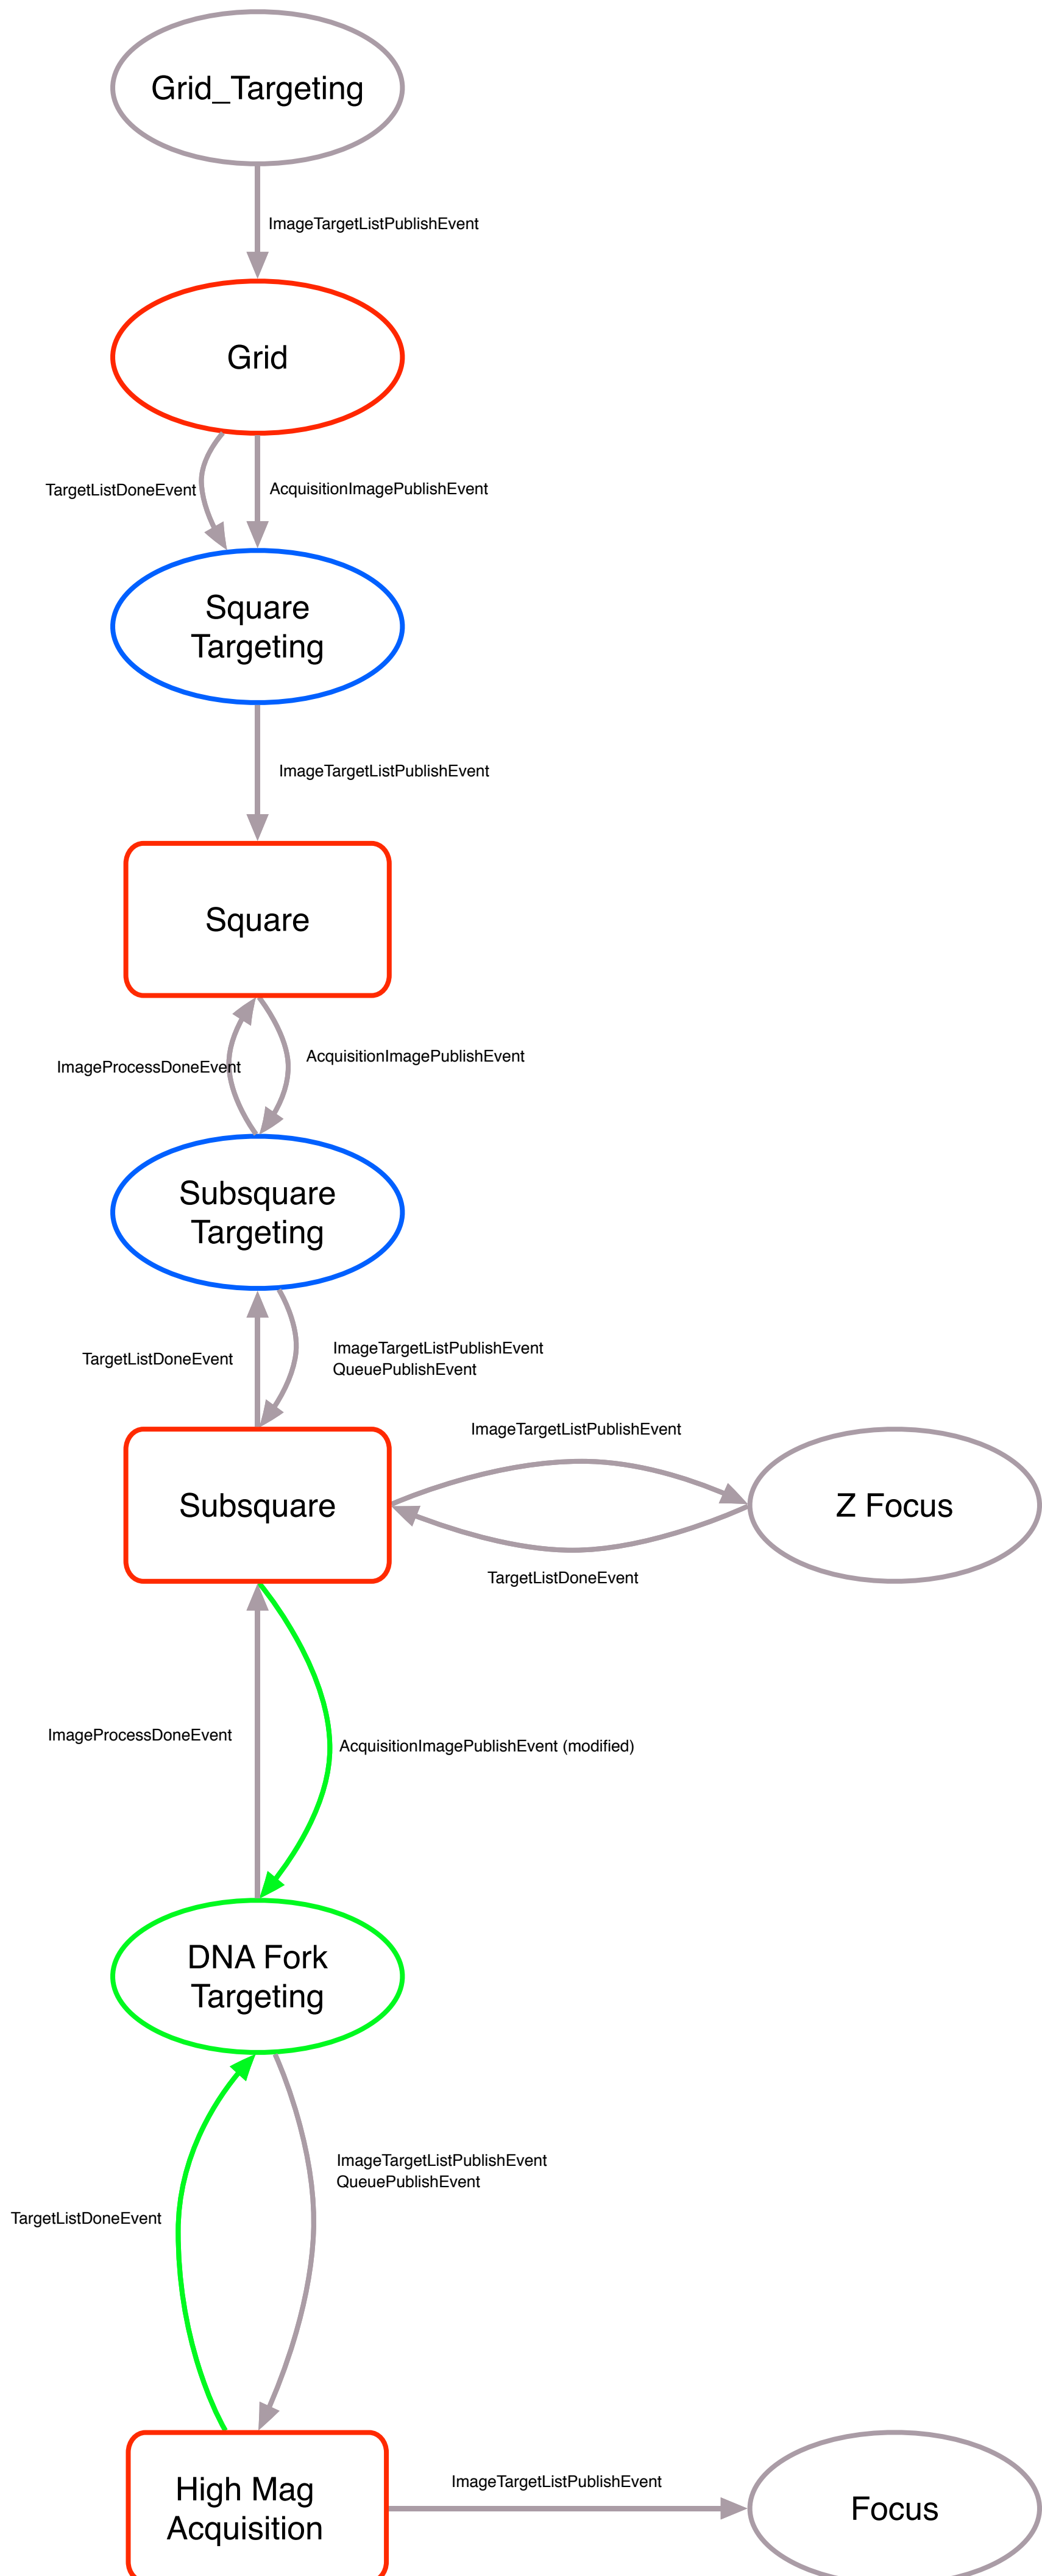 Grid_Targeting
ImageTargetListPublishEvent
Grid
TargetListDoneEvent
AcquisitionImagePublishEvent
Square
Targeting
ImageTargetListPublishEvent
Square
ImageProcessDoneEvent
AcquisitionImagePublishEvent
Subsquare
Targeting
TargetListDoneEvent
ImageTargetListPublishEvent
QueuePublishEvent
ImageTargetListPublishEvent
Subsquare
Z Focus
TargetListDoneEvent
ImageProcessDoneEvent
AcquisitionImagePublishEvent (modified)
DNA Fork
Targeting
ImageTargetListPublishEvent
QueuePublishEvent
TargetListDoneEvent
High Mag
Acquisition
ImageTargetListPublishEvent
Focus